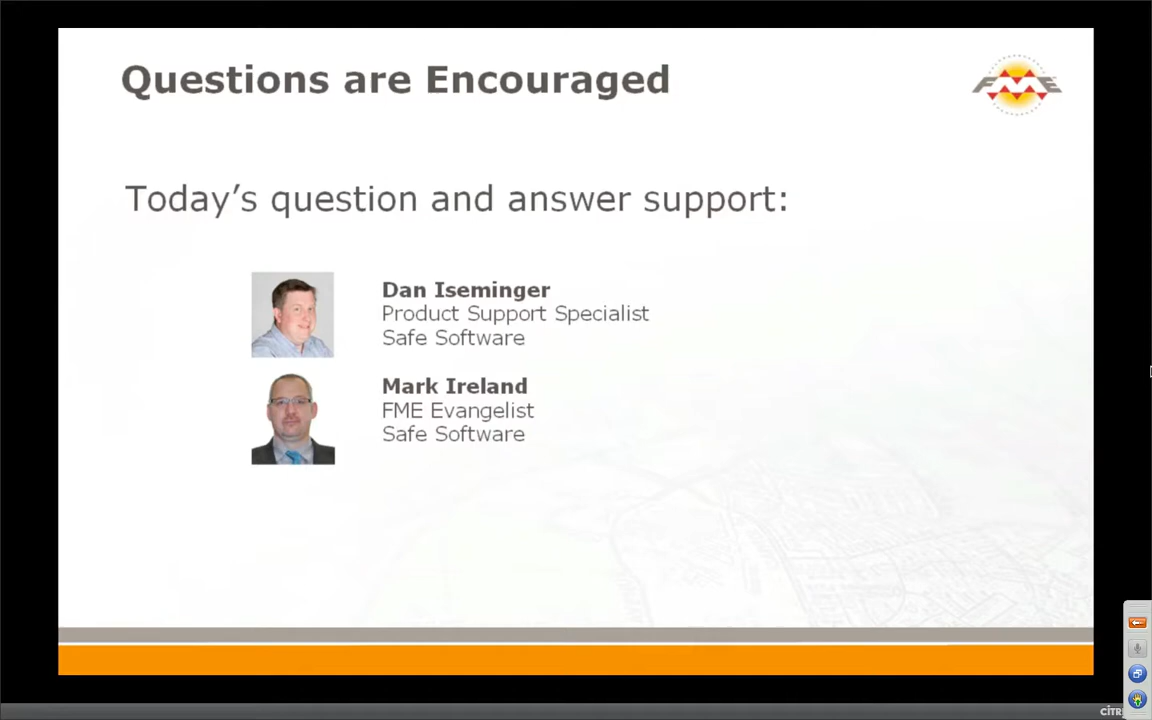 Questions are Encouraged
FME
Today’s question and answer support:
Dan Iseminger
Product Support Specialist
Safe Software
Mark Ireland
FME Evangelist
Safe Software